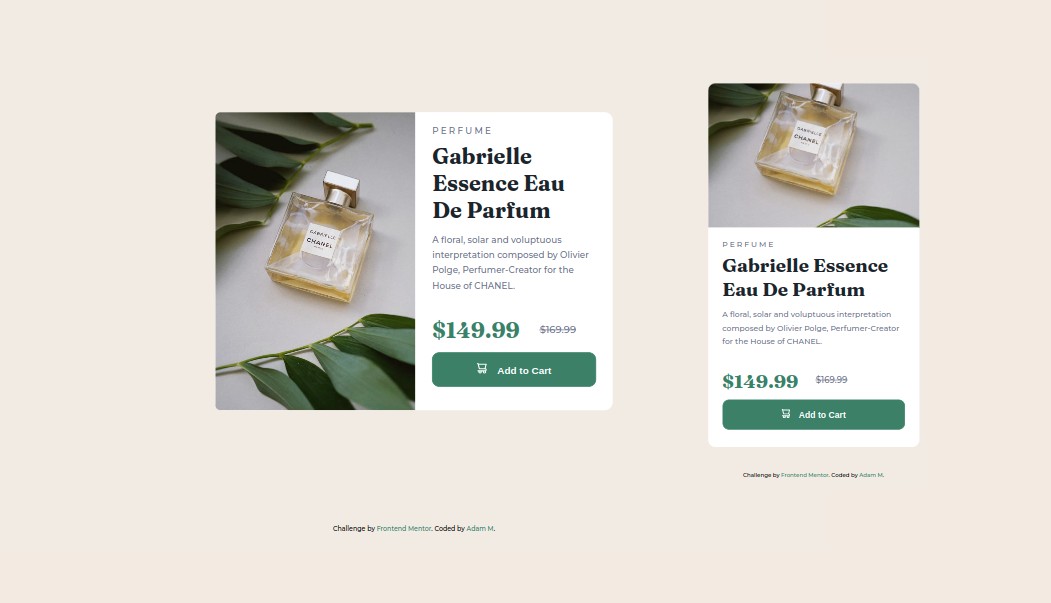 GABRIELLE
CHANEL
PERFUME
Gabrielle
Essence Eau
De Parfum
A floral, solar and voluptuous
interpretation composed by Olivier
Polge, Perfumer-Creator for the
House of CHANEL.
$149.99 $169.99
Add to Cart
Challenge by Frontend Mentor. Coded by Adam M.
GABRIELLE
CHANEL
PERFUME
Gabrielle Essence
Eau De Parfum
A floral, solar and voluptuous interpretation
composed by Olivier Polge, Perfumer-Creator
for the House of CHANEL.
$149.99 $169.99
Add to Cart
Challenge by Frontend Mentor. Coded by Adam M.